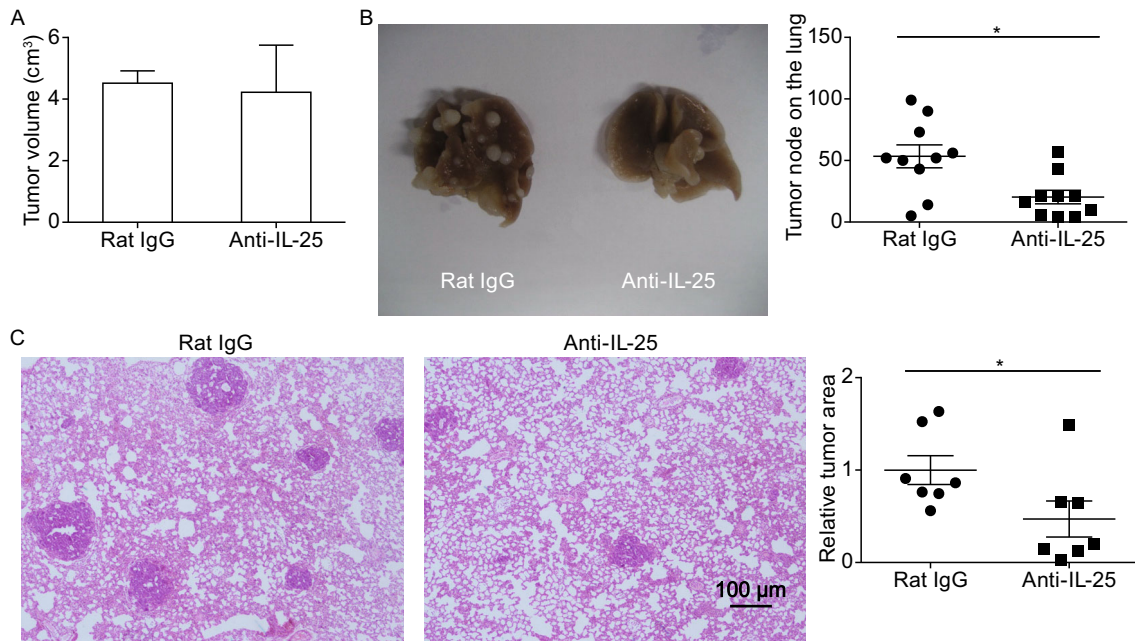 A
Tumor volume (cm³)
6
4
2
0
Rat IgG
Anti-IL-25
B
Rat IgG
Anti-IL-25
Tumor node on the lung
150
100
50
0
*
Rat IgG
Anti-IL-25
C
Rat IgG
Anti-IL-25
100 µm
Relative tumor area
2
1
0
*
Rat IgG
Anti-IL-25